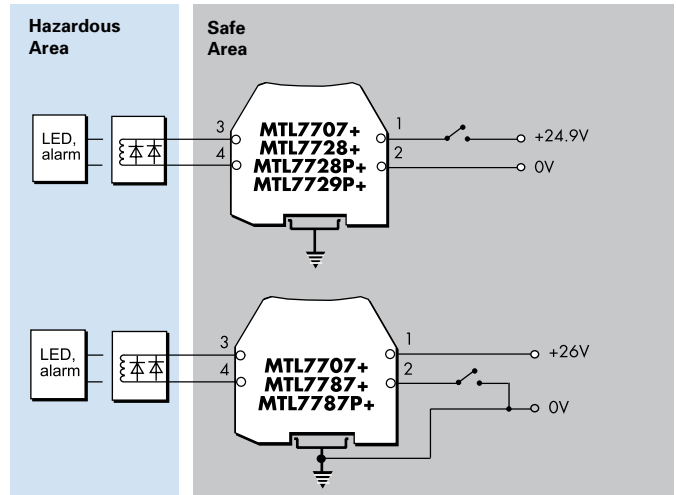 Hazardous
Area
Safe
Area
LED,
alarm
3
4
MTL7707+
MTL7728+
MTL7728P+
MTL7729P+
1
2
+24.9V
0V
LED,
alarm
3
4
MTL7707+
MTL7787+
MTL7787P+
1
2
+26V
0V